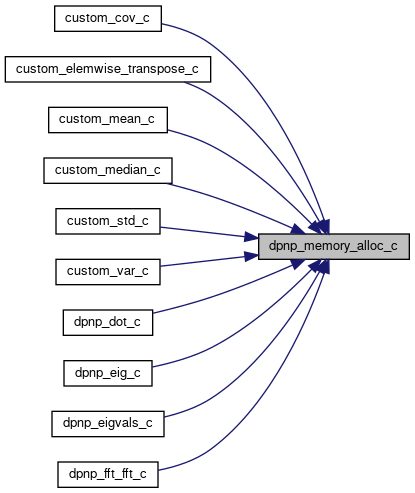 custom_cov_c
custom_elemwise_transpose_c
custom_mean_c
custom_median_c
custom_std_c
dpnp_memory_alloc_c
custom_var_c
dpnp_dot_c
dpnp_eig_c
dpnp_eigvals_c
dpnp_fft_fft_c